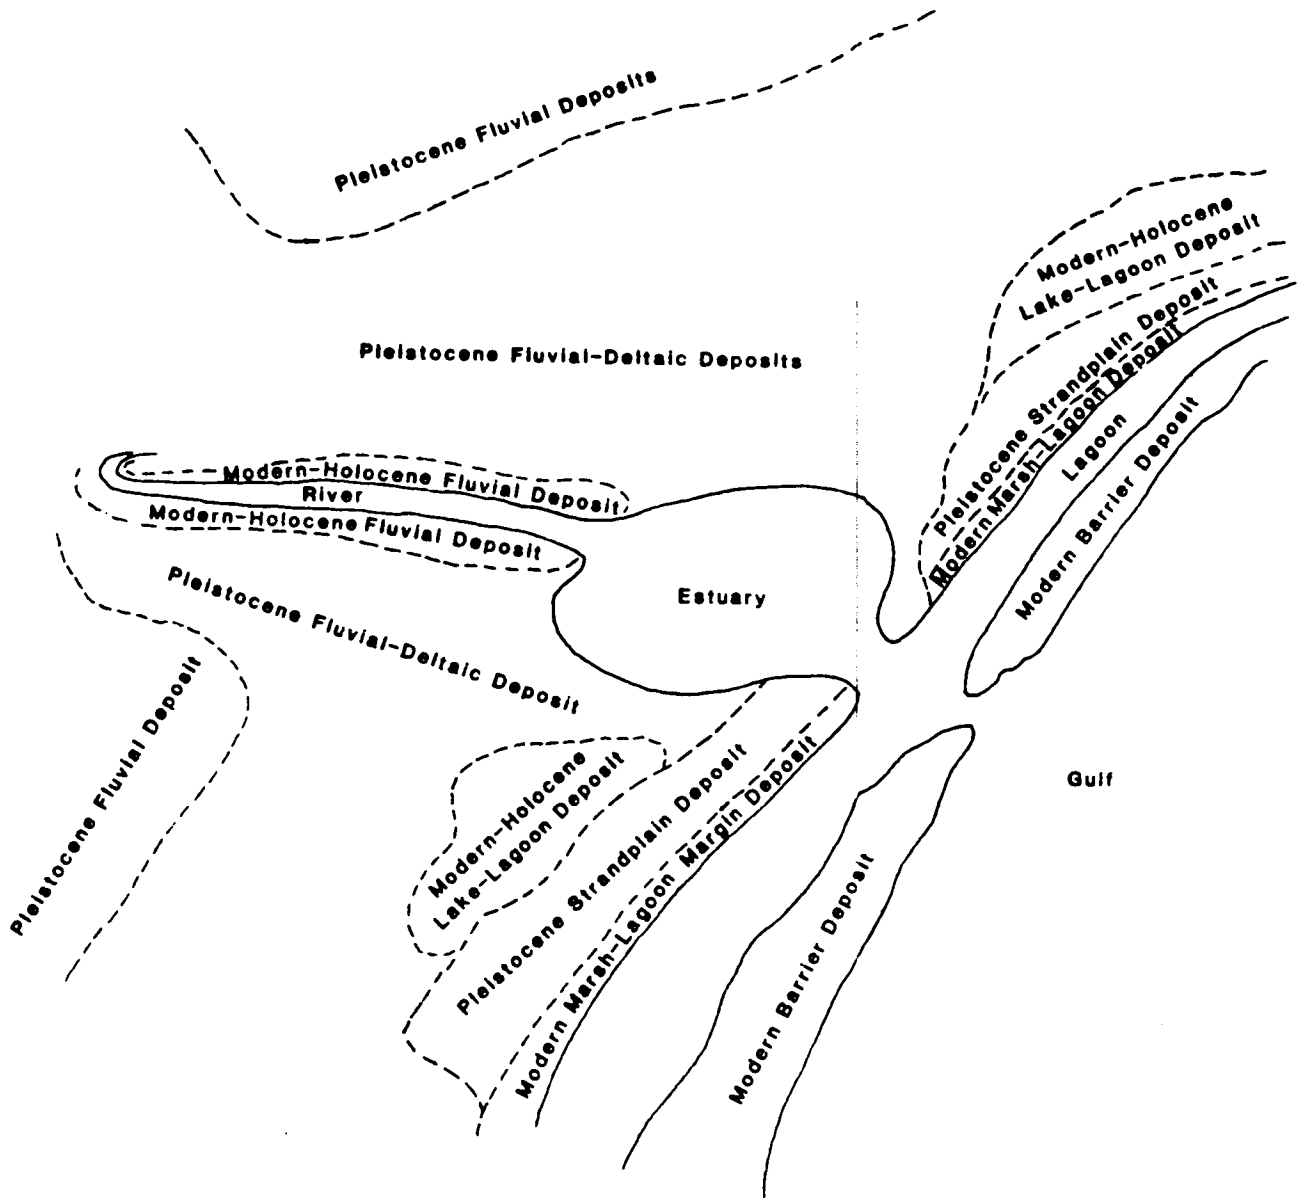 Pleistocene Fluvial Deposits
Modern-Holocene
Lake-Lagoon Deposit
Pleistocene Strandplain Deposit
Modern Marsh-Lagoon Deposit
Lagoon
Modern Barrier Deposit
Pleistocene Fluvial-Deltaic Deposits
Modern-Holocene Fluvial Deposit
River
Modern-Holocene Fluvial Deposit
Estuary
Pleistocene Fluvial-Deltaic Deposit
Pleistocene Fluvial Deposit
Modern-Holocene
Lake-Lagoon Deposit
Pleistocene Strandplain Deposit
Modern Marsh-Lagoon Margin Deposit
Modern Barrier Deposit
Gulf